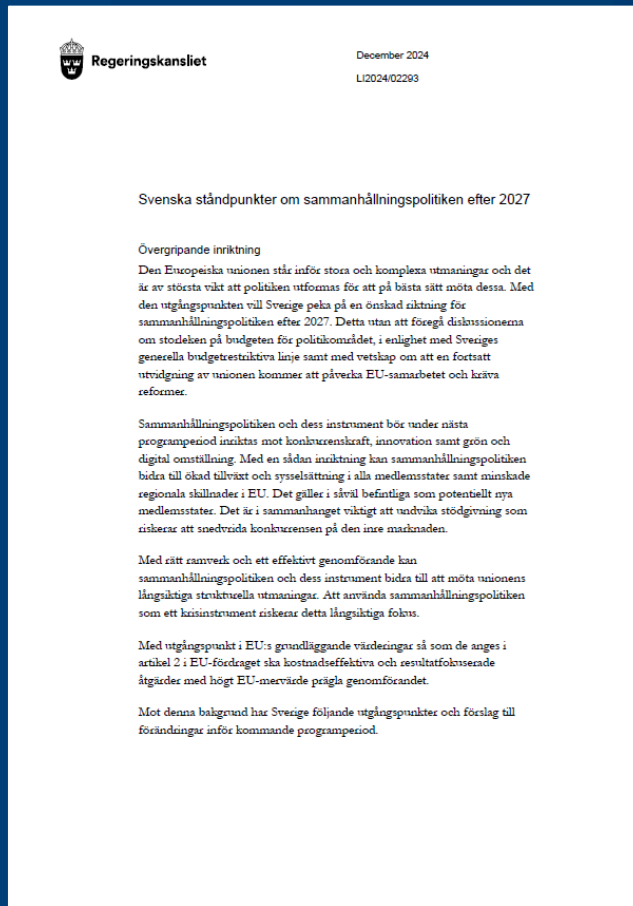 Regeringskansliet
December 2024
LI2024/02293
Svenska ståndpunkter om sammanhållningspolitiken efter 2027
Övergripande inriktning
Den Europeiska unionen står inför stora och komplexa utmaningar och det
är av största vikt att politiken utformas för att på bästa sätt möta dessa. Med
den utgångspunkten vill Sverige peka på en önskad riktning för
sammanhållningspolitiken efter 2027. Detta utan att föregå diskussionerna
om storleken på budgeten för politikområdet, i enlighet med Sveriges
generella budgetrestriktiva linje samt med vetskap om att en fortsatt
utvidgning av unionen kommer att påverka EU-samarbetet och kräva
reformer.
Sammanhållningspolitiken och dess instrument bör under nästa
programperiod inriktas mot konkurrenskraft, innovation samt grön och
digital omställning. Med en sådan inriktning kan sammanhållningspolitiken
bidra till ökad tillväxt och sysselsättning i alla medlemsstater samt minskade
regionala skillnader i EU. Det gäller i såväl befintliga som potentiellt nya
medlemsstater. Det är i sammanhanget viktigt att undvika stödgivning som
riskerar att snedvrida konkurrensen på den inre marknaden.
Med rätt ramverk och ett effektivt genomförande kan
sammanhållningspolitiken och dess instrument bidra till att möta unionens
långsiktiga strukturella utmaningar. Att använda sammanhållningspolitiken
som ett krisinstrument riskerar detta långsiktiga fokus.
Med utgångspunkt i EU:s grundläggande värderingar så som de anges i
artikel 2 i EU-fördraget ska kostnadseffektiva och resultatfokuserade
åtgärder med högt EU-mervärde prägla genomförandet.
Mot denna bakgrund har Sverige följande utgångspunkter och förslag till
förändringar inför kommande programperiod.